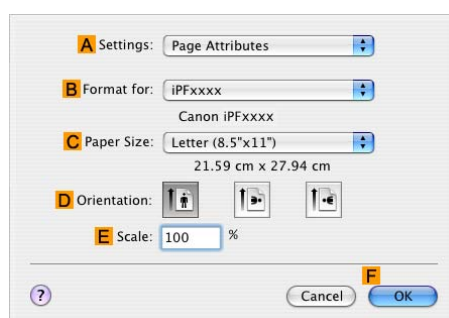 A Settings: Page Attributes
B Format for: iPFxxxx
Canon iPFxxxx
C Paper Size: Letter (8.5"x11")
21.59 cm x 27.94 cm
D Orientation:
E Scale: 100 %
F
? Cancel OK